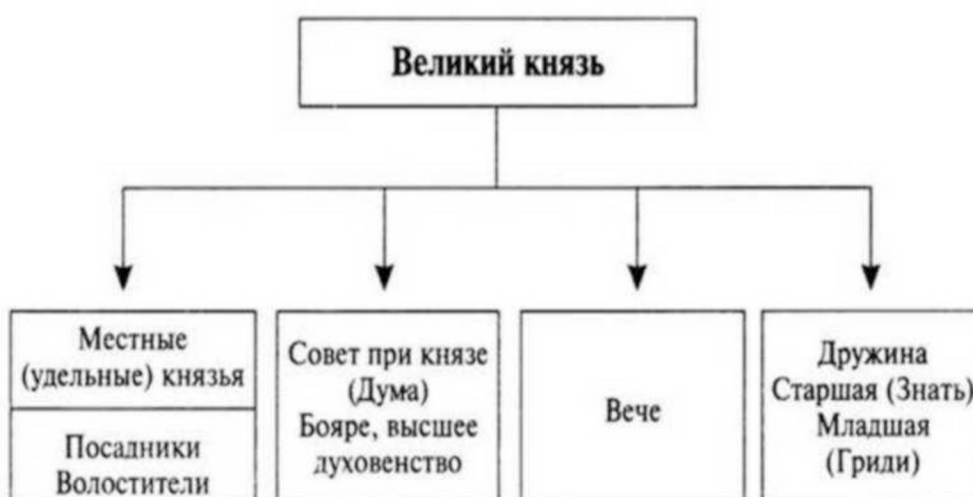 Великий князь
Местные
(удельные) князья
Посадники
Волостители
Совет при князе
(Дума)
Бояре, высшее
духовенство
Вече
Дружина
Старшая (Знать)
Младшая
(Гриди)